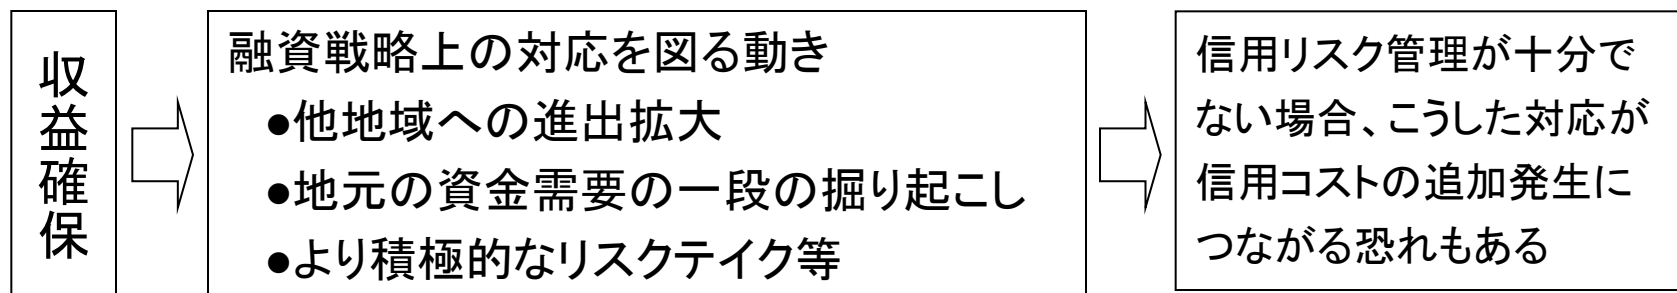 収益確保
融資戦略上の対応を図る動き
●他地域への進出拡大
●地元の資金需要の一段の掘り起こし
●より積極的なリスクテイク等
信用リスク管理が十分で
ない場合、こうした対応が
信用コストの追加発生に
つながる恐れもある